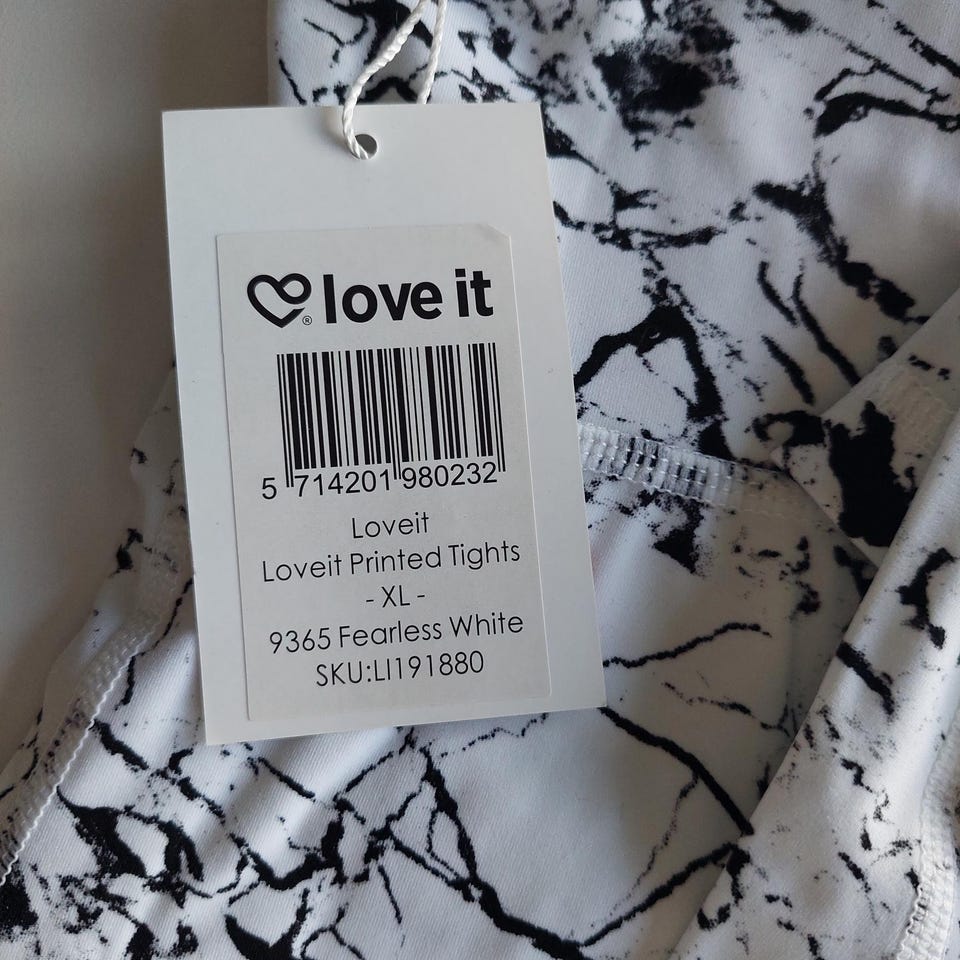 ® love it
5 714201 980232
Loveit
Loveit Printed Tights
- XL -
9365 Fearless White
SKU:LI191880